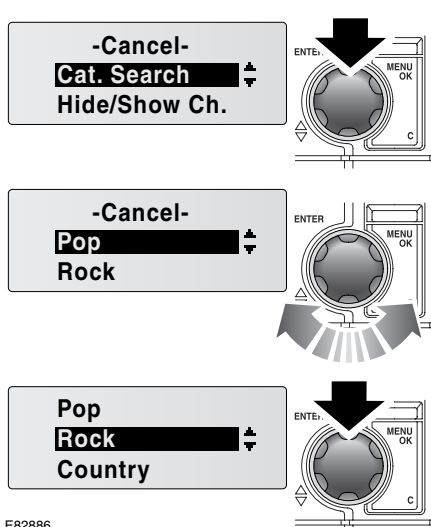 -Cancel-
Cat. Search
Hide/Show Ch.
ENTER
MENU
OK
C
-Cancel-
Pop
Rock
ENTER
MENU
OK
Pop
Rock
Country
ENTER
MENU
OK
C
E82886